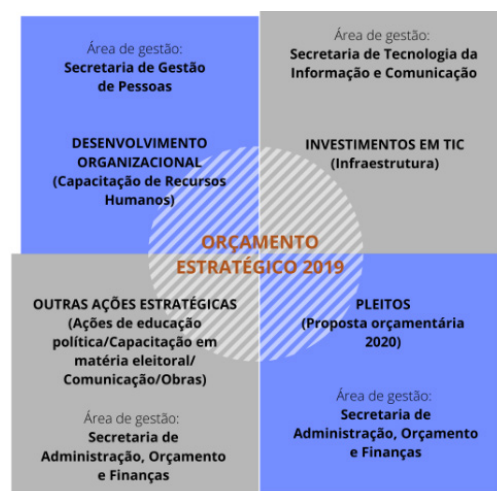 Área de gestão:
Secretaria de Gestão
de Pessoas
DESENVOLVIMENTO
ORGANIZACIONAL
(Capacitação de Recursos
Humanos)
Área de gestão:
Secretaria de Tecnologia da
Informação e Comunicação
INVESTIMENTOS EM TIC
(Infraestrutura)
ORÇAMENTO
ESTRATÉGICO 2019
OUTRAS AÇÕES ESTRATÉGICAS
(Ações de educação
política/Capacitação em
matéria eleitoral/
Comunicação/Obras)
Área de gestão:
Secretaria de
Administração, Orçamento
e Finanças
PLEITOS
(Proposta orçamentária
2020)
Área de gestão:
Secretaria de
Administração, Orçamento
e Finanças